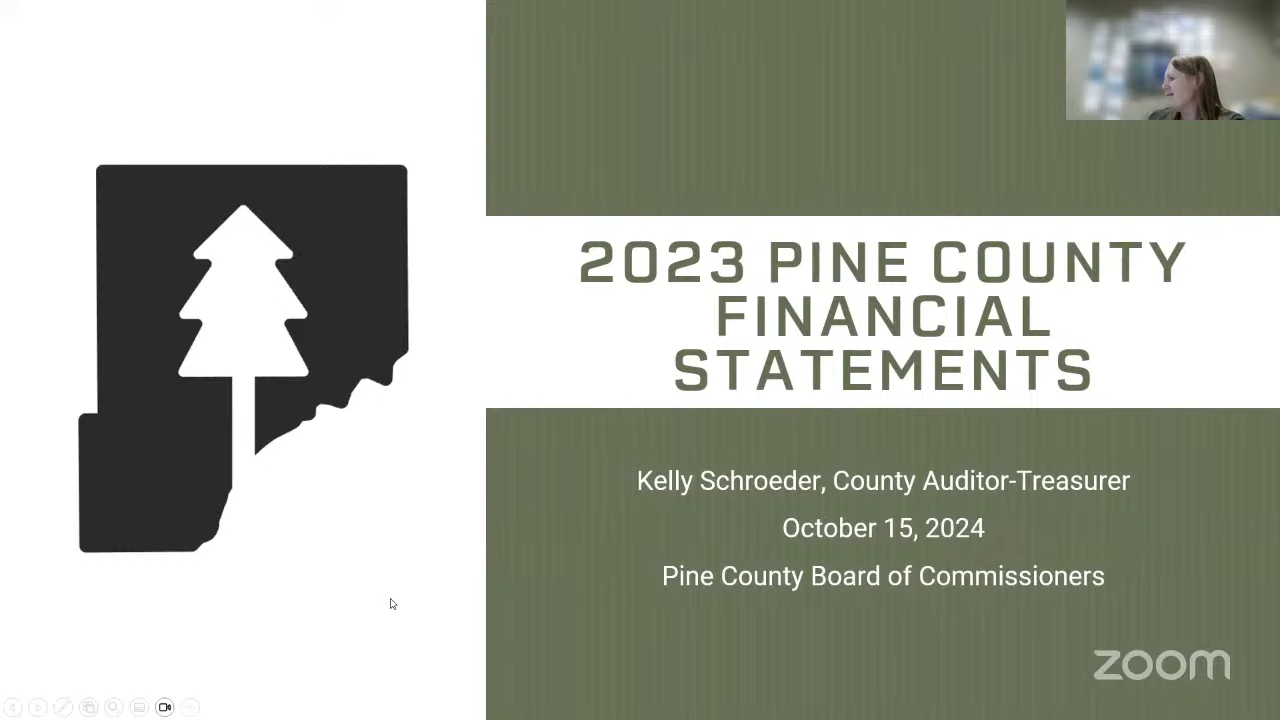 2023 PINE COUNTY
FINANCIAL
STATEMENTS
Kelly Schroeder, County Auditor-Treasurer
October 15, 2024
Pine County Board of Commissioners
zoom